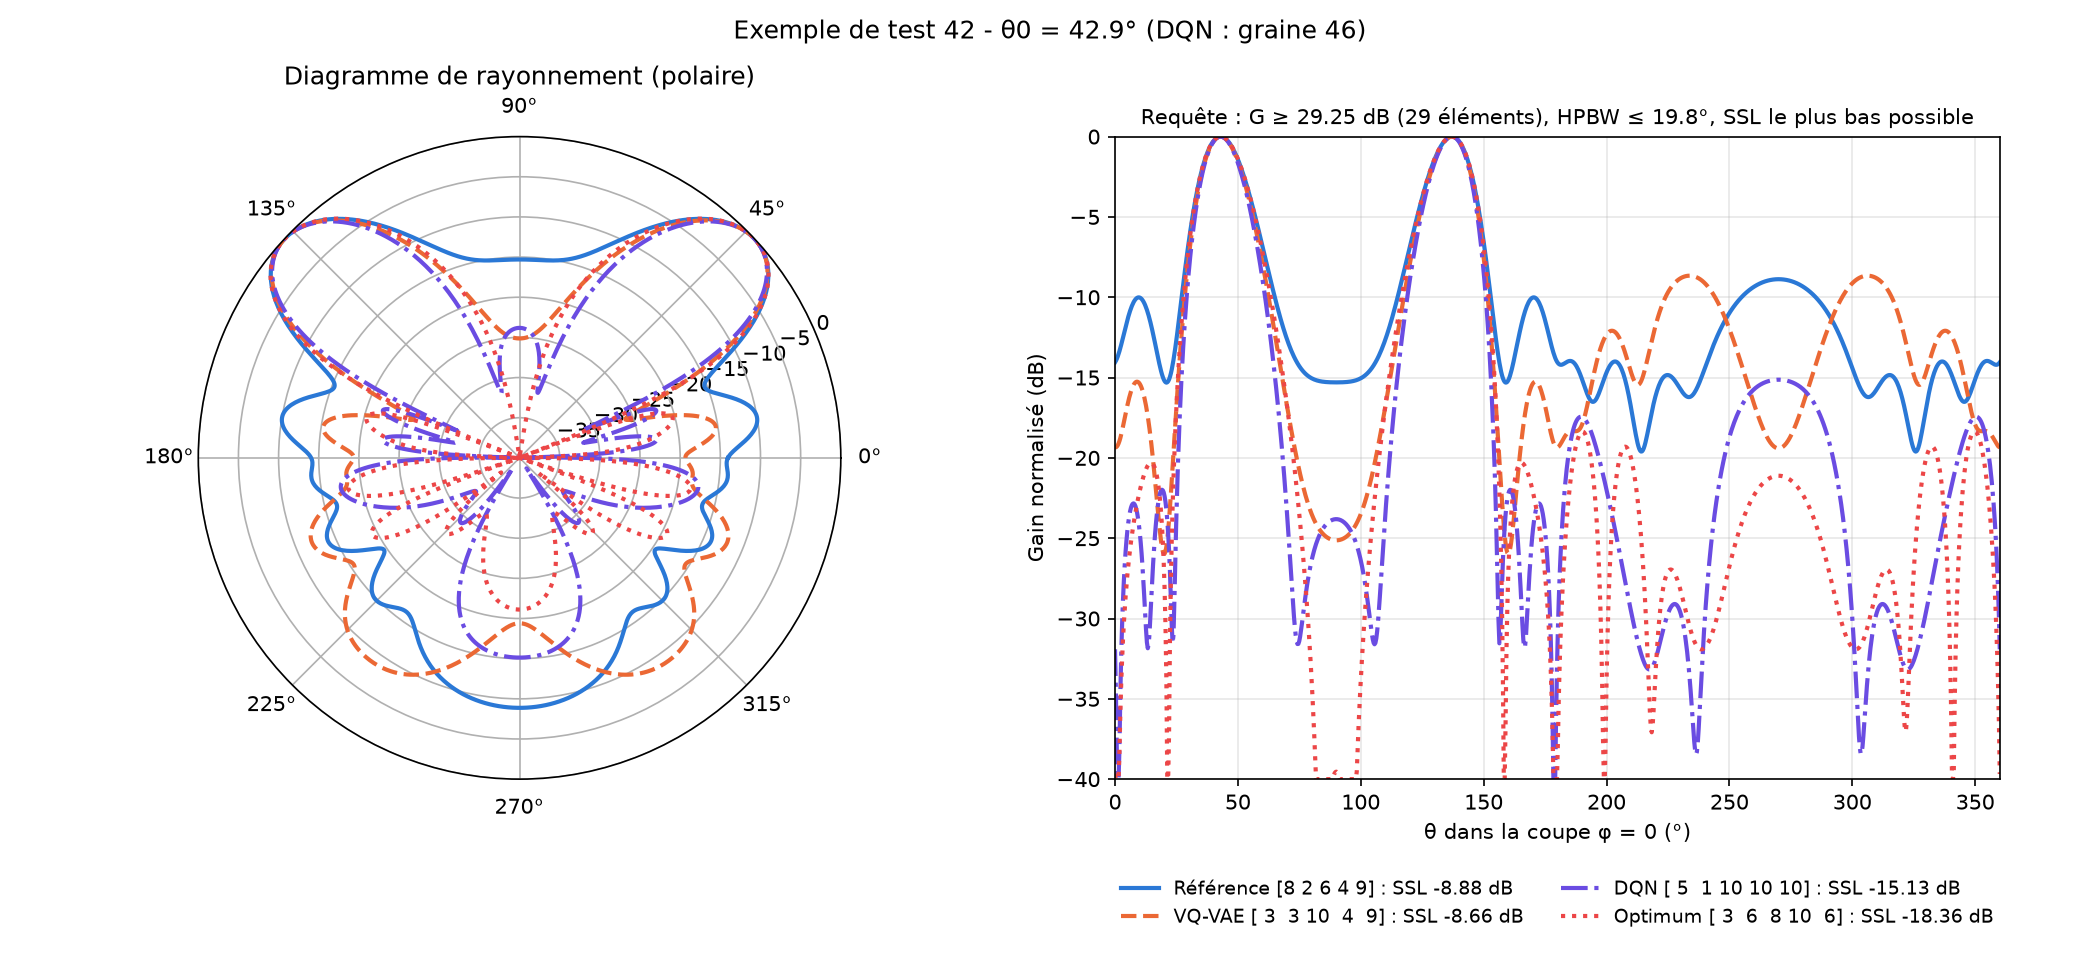 Exemple de test 42 - θ0 = 42.9° (DQN : graine 46)
Diagramme de rayonnement (polaire)
90°
135°
45°
180°
0°
225°
315°
270°
0
−5
−10
−15
−20
−25
−30
−35
Requête : G ≥ 29.25 dB (29 éléments), HPBW ≤ 19.8°, SSL le plus bas possible
Gain normalisé (dB)
0
−5
−10
−15
−20
−25
−30
−35
−40
0 50 100 150 200 250 300 350
θ dans la coupe φ = 0 (°)
Référence [8 2 6 4 9] : SSL -8.88 dB
VQ-VAE [ 3  3 10  4  9] : SSL -8.66 dB
DQN [ 5  1 10 10 10] : SSL -15.13 dB
Optimum [ 3  6  8 10  6] : SSL -18.36 dB